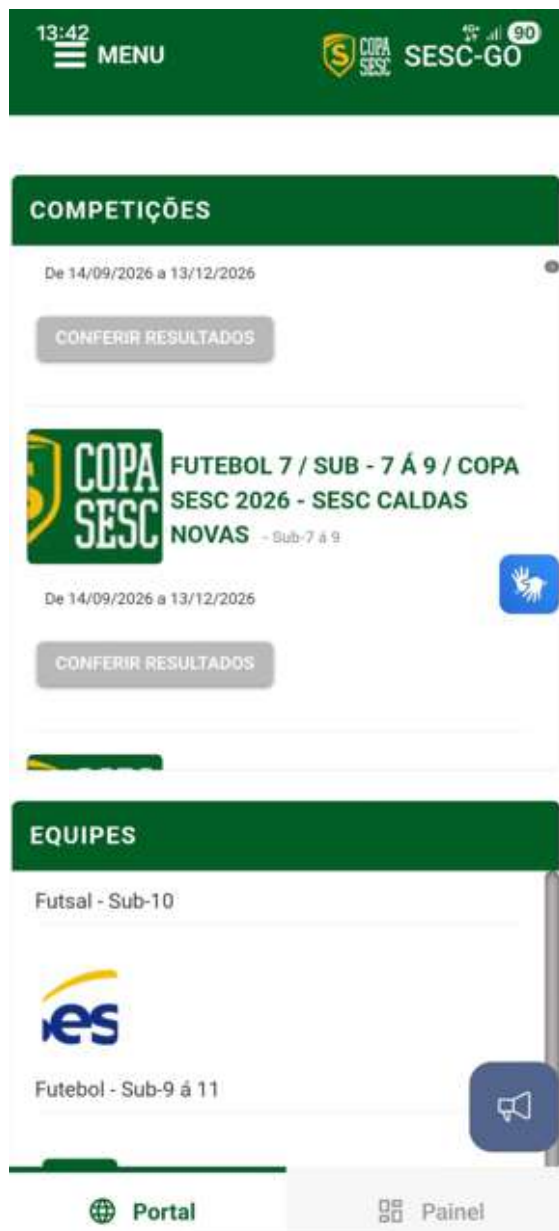 13:42
90
MENU
COPA
SESC
SESC-GO
COMPETIÇÕES
De 14/09/2026 a 13/12/2026
CONFERIR RESULTADOS
COPA
SESC
FUTEBOL 7 / SUB - 7 Á 9 / COPA
SESC 2026 - SESC CALDAS
NOVAS - Sub-7 á 9
De 14/09/2026 a 13/12/2026
CONFERIR RESULTADOS
EQUIPES
Futsal - Sub-10
es
Futebol - Sub-9 á 11
Portal
Painel